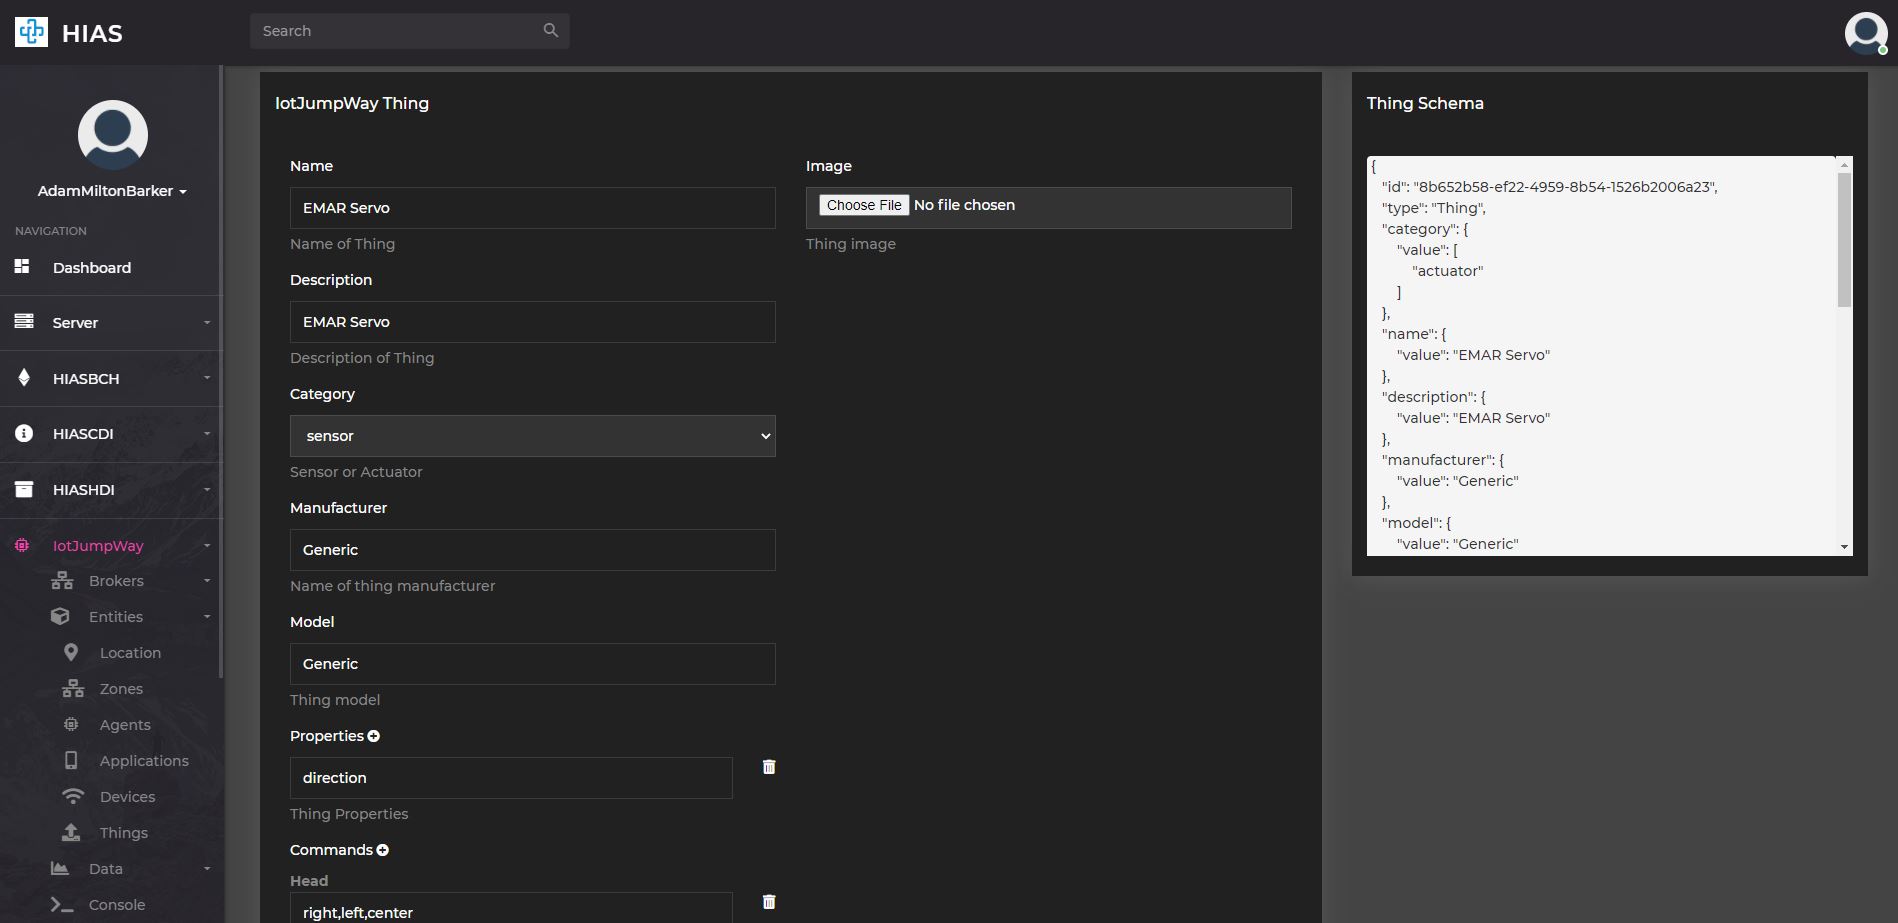 HIAS
Search
AdamMiltonBarker
NAVIGATION
Dashboard
Server
HIASBCH
HIASCDI
HIASHDI
IotJumpWay
Brokers
Entities
Location
Zones
Agents
Applications
Devices
Things
Data
Console
IotJumpWay Thing
Name
EMAR Servo
Name of Thing
Description
EMAR Servo
Description of Thing
Category
sensor
Sensor or Actuator
Manufacturer
Generic
Name of thing manufacturer
Model
Generic
Thing model
Properties
direction
Thing Properties
Commands
Head
right,left,center
Image
Choose File No file chosen
Thing image
Thing Schema
{
"id": "8b652b58-ef22-4959-8b54-1526b2006a23",
"type": "Thing",
"category": {
"value": [
"actuator"
]
},
"name": {
"value": "EMAR Servo"
},
"description": {
"value": "EMAR Servo"
},
"manufacturer": {
"value": "Generic"
},
"model": {
"value": "Generic"